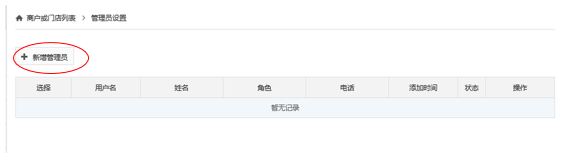 商户或门店列表 > 管理员设置
+ 新增管理员
选择 用户名 姓名 角色 电话 添加时间 状态 操作
暂无记录